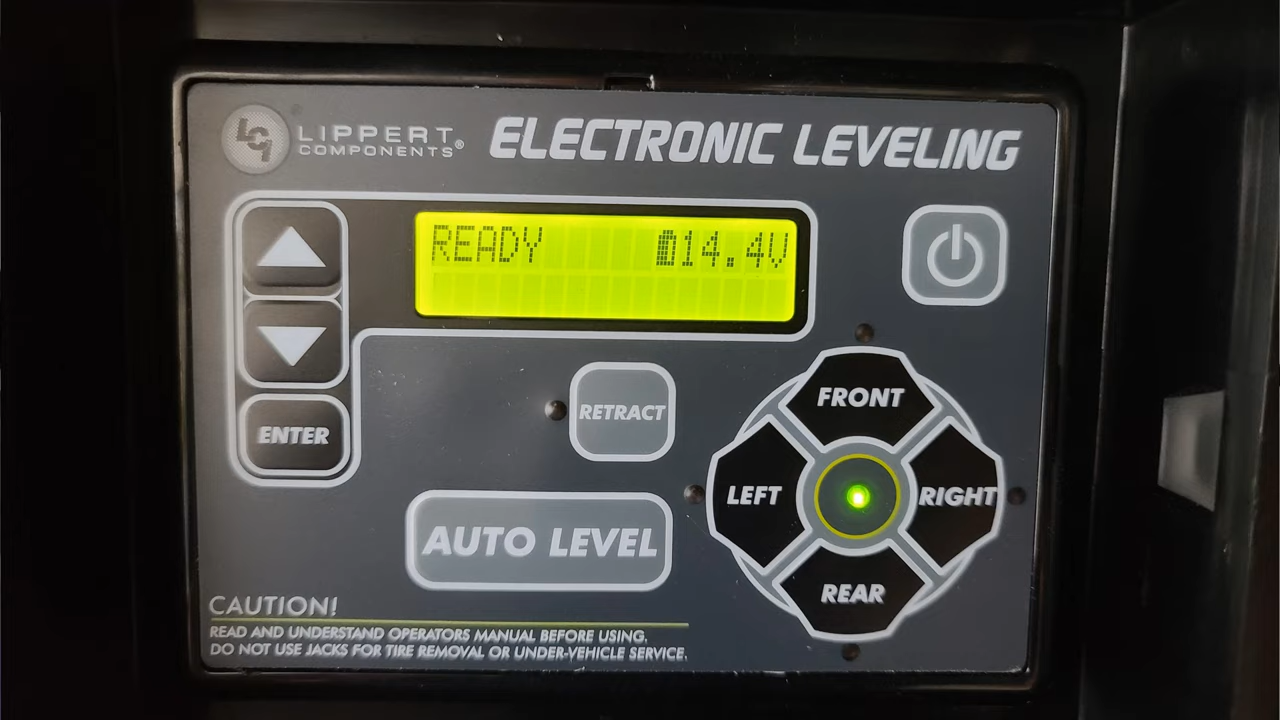 LCI LIPPERT COMPONENTS® ®
ELECTRONIC LEVELING
READY 014.4V
ENTER
RETRACT
AUTO LEVEL
FRONT
LEFT
RIGHT
REAR
CAUTION!
READ AND UNDERSTAND OPERATORS MANUAL BEFORE USING.
DO NOT USE JACKS FOR TIRE REMOVAL OR UNDER-VEHICLE SERVICE.